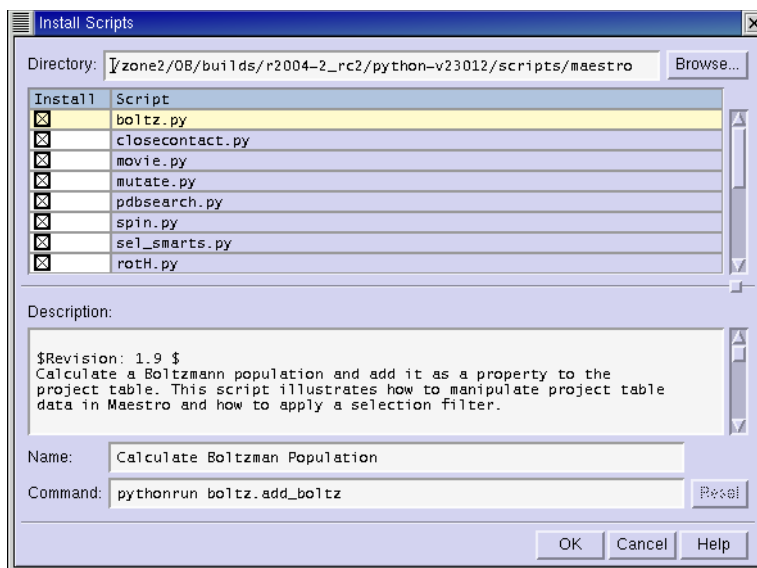 Install Scripts
Directory: /zone2/OB/builds/r2004-2_rc2/python-v23012/scripts/maestro Browse...
Install Script
boltz.py
closecontact.py
movie.py
mutate.py
pdbsearch.py
spin.py
sel_smarts.py
rotH.py
Description:
$Revision: 1.9 $
Calculate a Boltzmann population and add it as a property to the
project table. This script illustrates how to manipulate project table
data in Maestro and how to apply a selection filter.
Name: Calculate Boltzman Population
Command: pythonrun boltz.add_boltz Reset
OK Cancel Help